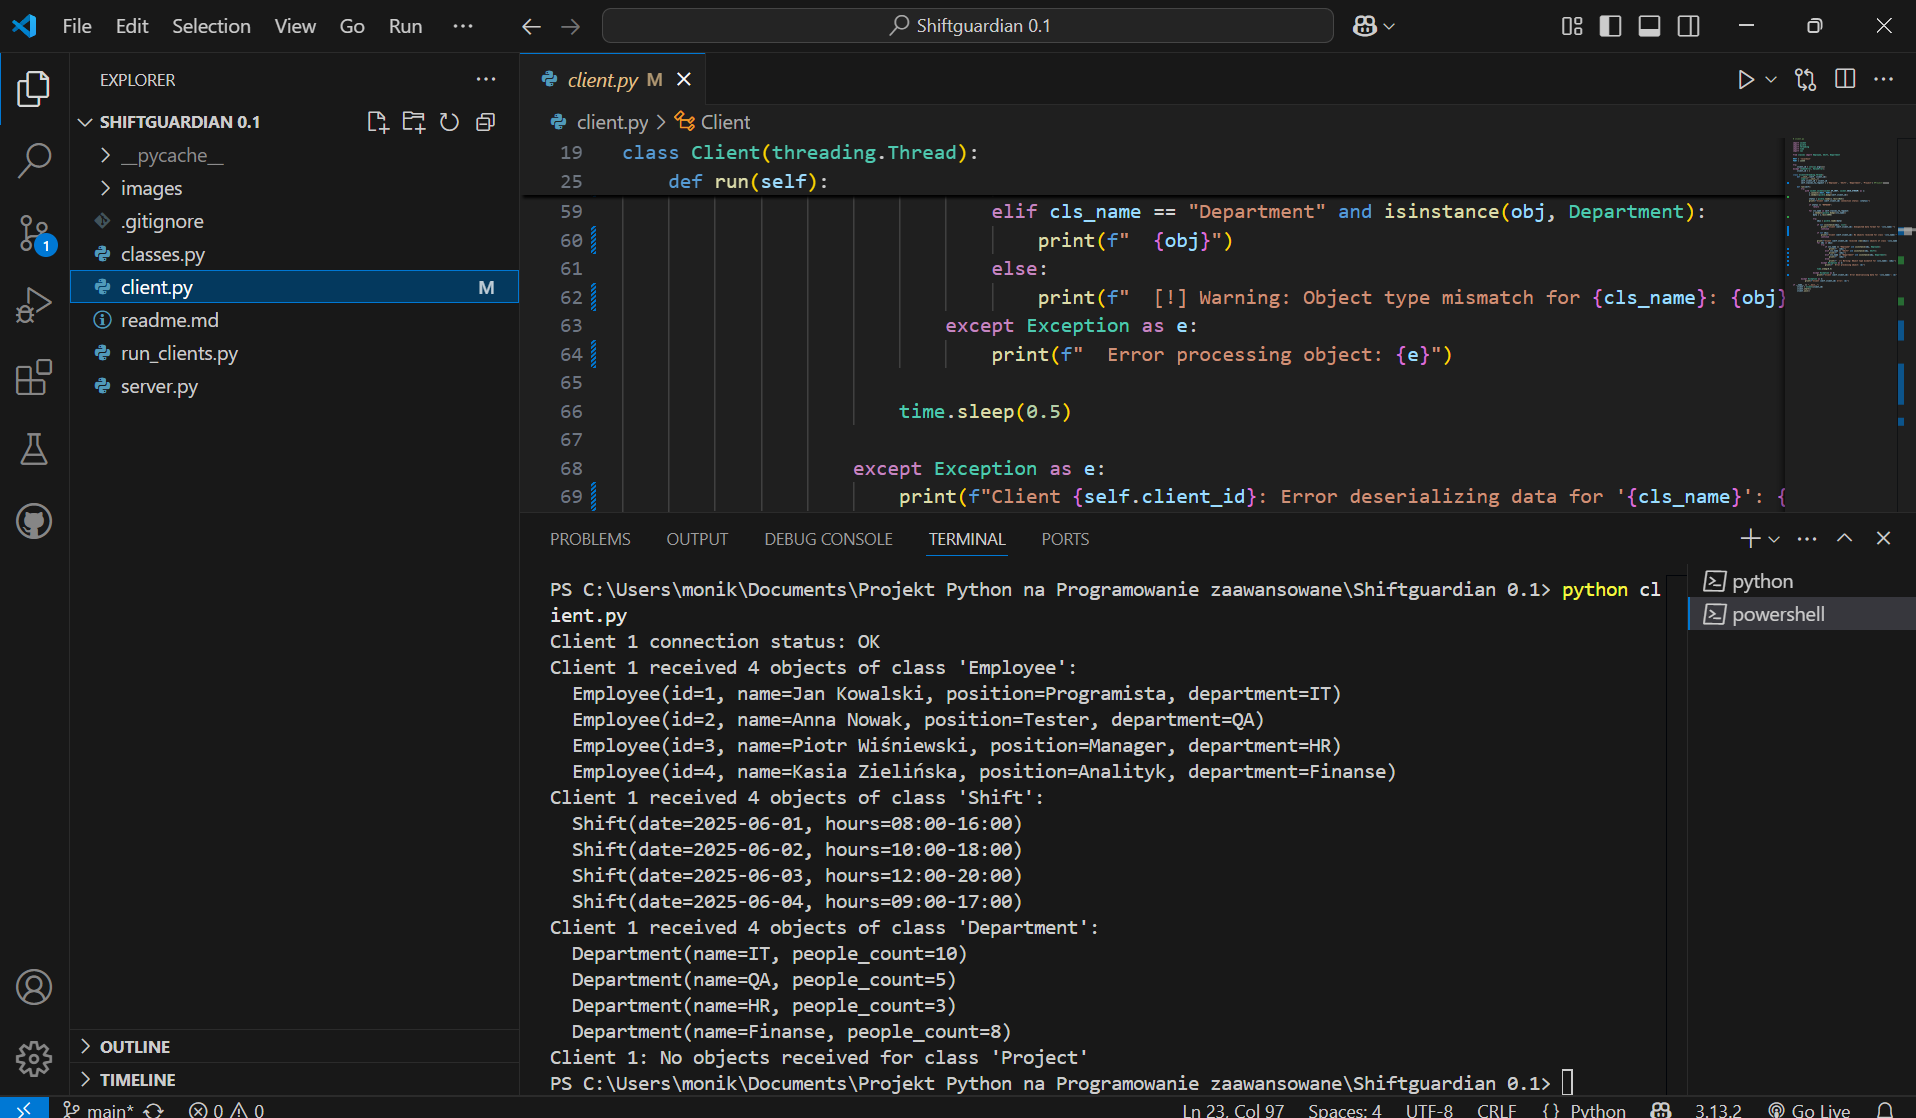 File Edit Selection View Go Run ··· Shiftguardian 0.1
EXPLORER ···
SHIFTGUARDIAN 0.1
__pycache__
images
.gitignore
classes.py
client.py M
readme.md
run_clients.py
server.py
OUTLINE
TIMELINE
1
client.py M
client.py > Client
19 class Client(threading.Thread):
25 def run(self):
59 elif cls_name == "Department" and isinstance(obj, Department):
60 print(f"  {obj}")
61 else:
62 print(f"  [!] Warning: Object type mismatch for {cls_name}: {obj}
63 except Exception as e:
64 print(f"  Error processing object: {e}")
65
66 time.sleep(0.5)
67
68 except Exception as e:
69 print(f"Client {self.client_id}: Error deserializing data for '{cls_name}': {
PROBLEMS OUTPUT DEBUG CONSOLE TERMINAL PORTS
PS C:\Users\monik\Documents\Projekt Python na Programowanie zaawansowane\Shiftguardian 0.1> python cl
ient.py
Client 1 connection status: OK
Client 1 received 4 objects of class 'Employee':
  Employee(id=1, name=Jan Kowalski, position=Programista, department=IT)
  Employee(id=2, name=Anna Nowak, position=Tester, department=QA)
  Employee(id=3, name=Piotr Wiśniewski, position=Manager, department=HR)
  Employee(id=4, name=Kasia Zielińska, position=Analityk, department=Finanse)
Client 1 received 4 objects of class 'Shift':
  Shift(date=2025-06-01, hours=08:00-16:00)
  Shift(date=2025-06-02, hours=10:00-18:00)
  Shift(date=2025-06-03, hours=12:00-20:00)
  Shift(date=2025-06-04, hours=09:00-17:00)
Client 1 received 4 objects of class 'Department':
  Department(name=IT, people_count=10)
  Department(name=QA, people_count=5)
  Department(name=HR, people_count=3)
  Department(name=Finanse, people_count=8)
Client 1: No objects received for class 'Project'
PS C:\Users\monik\Documents\Projekt Python na Programowanie zaawansowane\Shiftguardian 0.1>
python
powershell
main* 0 0 Ln 23, Col 97 Spaces: 4 UTF-8 CRLF {} Python 3.13.2 Go Live